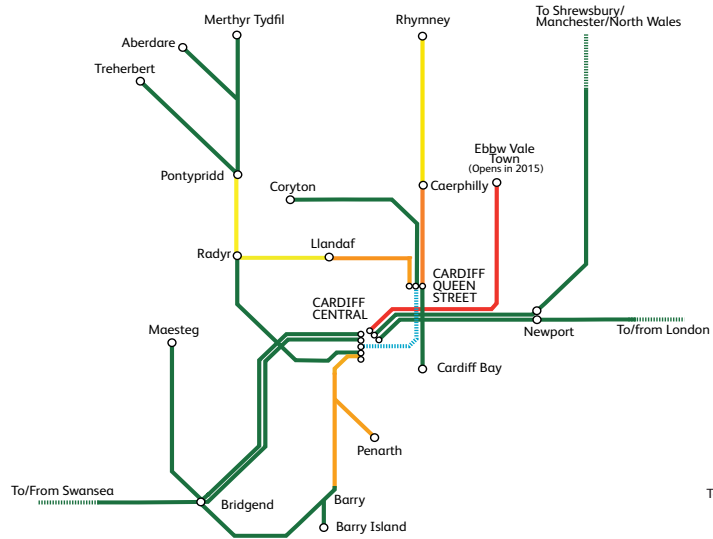 To Shrewsbury/
Manchester/North Wales
Merthyr Tydfil
Rhymney
Aberdare
Treherbert
Ebbw Vale
Town
(Opens in 2015)
Pontypridd
Coryton
Caerphilly
Llandaf
Radyr
CARDIFF
QUEEN
STREET
CARDIFF
CENTRAL
Maesteg
Newport
To/from London
Cardiff Bay
Penarth
To/From Swansea
Bridgend
Barry
T
Barry Island